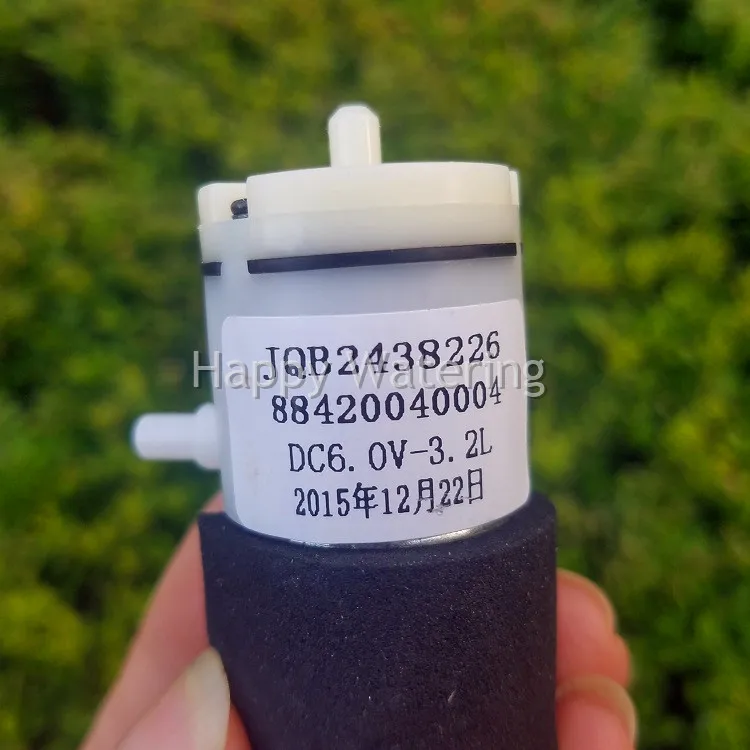 JQB2438226
Happy Watering
88420040004
DC6.0V-3.2L
2015年12月22日